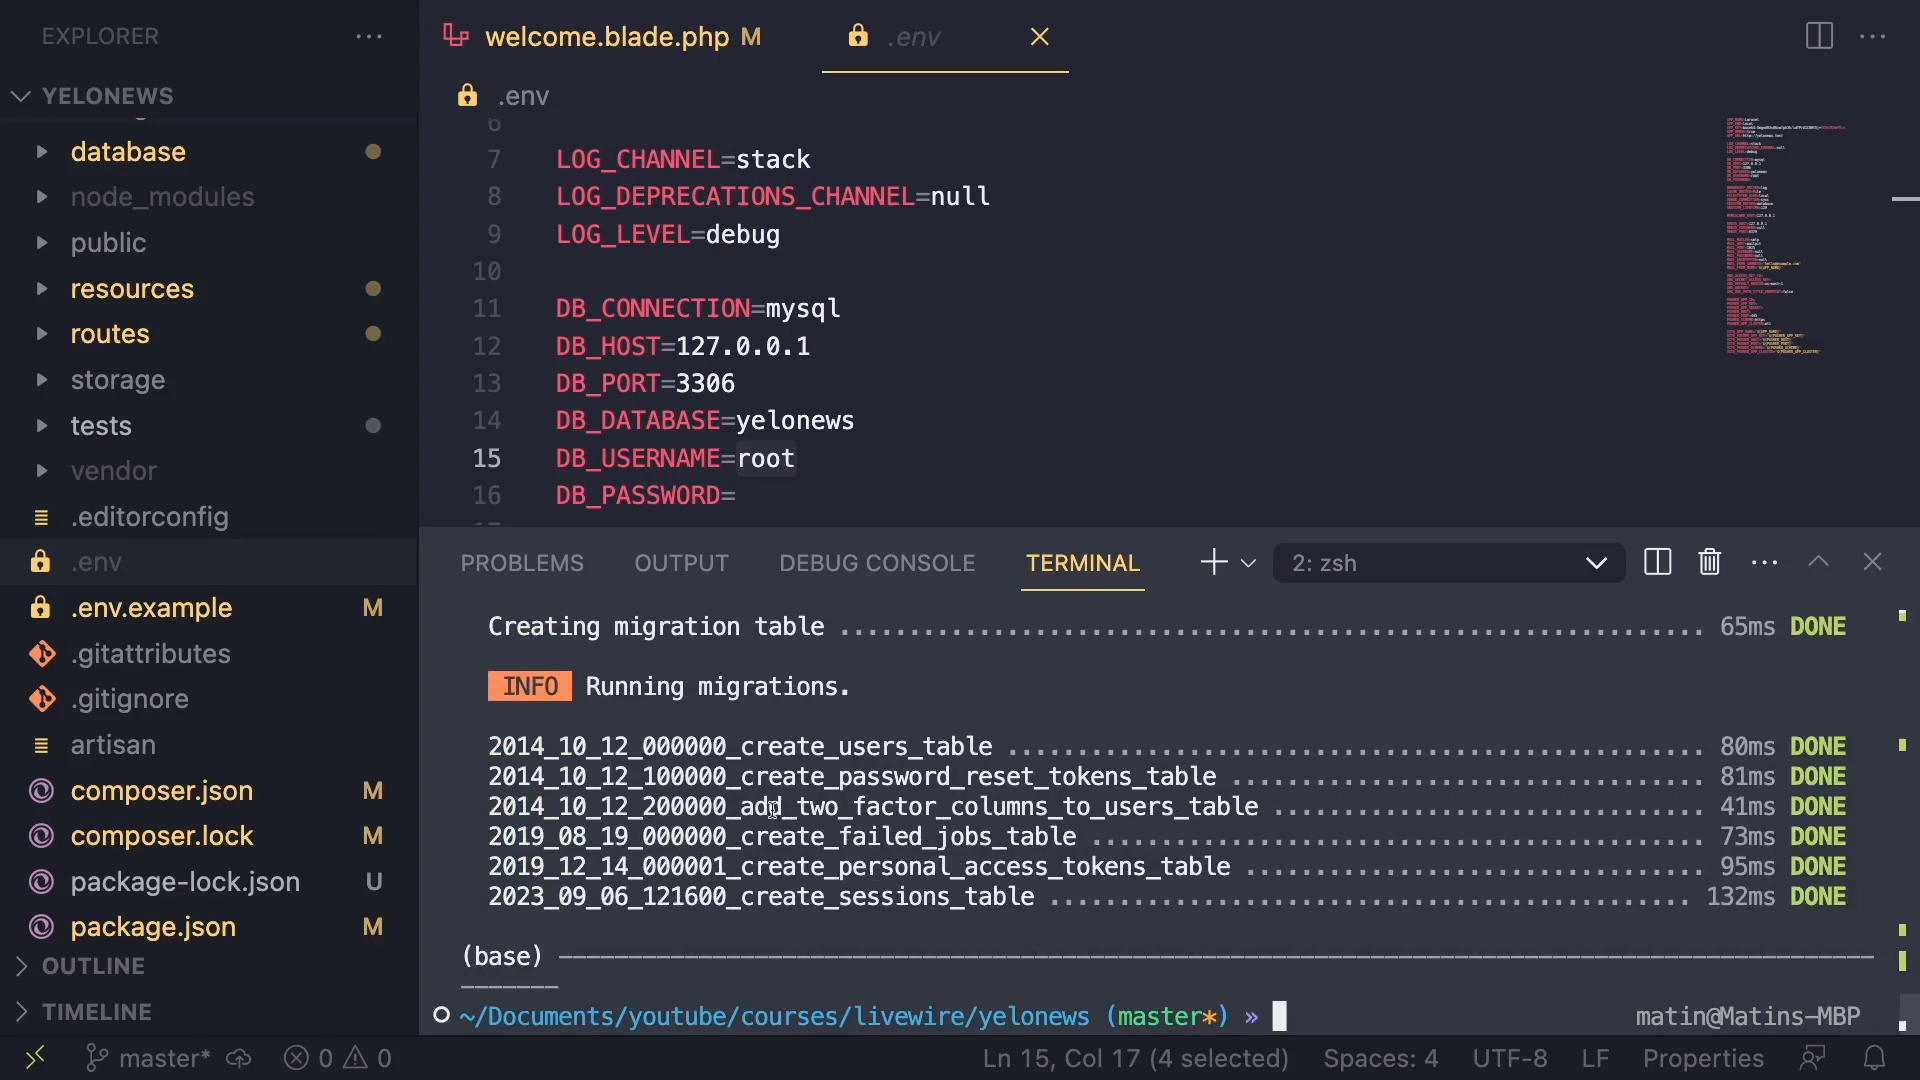 EXPLORER
YELONEWS
database
node_modules
public
resources
routes
storage
tests
vendor
.editorconfig
.env
.env.example M
.gitattributes
.gitignore
artisan
composer.json M
composer.lock M
package-lock.json U
package.json M
OUTLINE
TIMELINE
welcome.blade.php M
.env
.env
6
7 LOG_CHANNEL=stack
8 LOG_DEPRECATIONS_CHANNEL=null
9 LOG_LEVEL=debug
10
11 DB_CONNECTION=mysql
12 DB_HOST=127.0.0.1
13 DB_PORT=3306
14 DB_DATABASE=yelonews
15 DB_USERNAME=root
16 DB_PASSWORD=
PROBLEMS OUTPUT DEBUG CONSOLE TERMINAL 2: zsh
Creating migration table ............................................................. 65ms DONE
INFO Running migrations.
2014_10_12_000000_create_users_table ................................................. 80ms DONE
2014_10_12_100000_create_password_reset_tokens_table ................................. 81ms DONE
2014_10_12_200000_add_two_factor_columns_to_users_table .............................. 41ms DONE
2019_08_19_000000_create_failed_jobs_table ........................................... 73ms DONE
2019_12_14_000001_create_personal_access_tokens_table ................................ 95ms DONE
2023_09_06_121600_create_sessions_table .............................................. 132ms DONE
(base)
~/Documents/youtube/courses/livewire/yelonews (master*) » matin@Matins-MBP
master* 0 0 Ln 15, Col 17 (4 selected) Spaces: 4 UTF-8 LF Properties